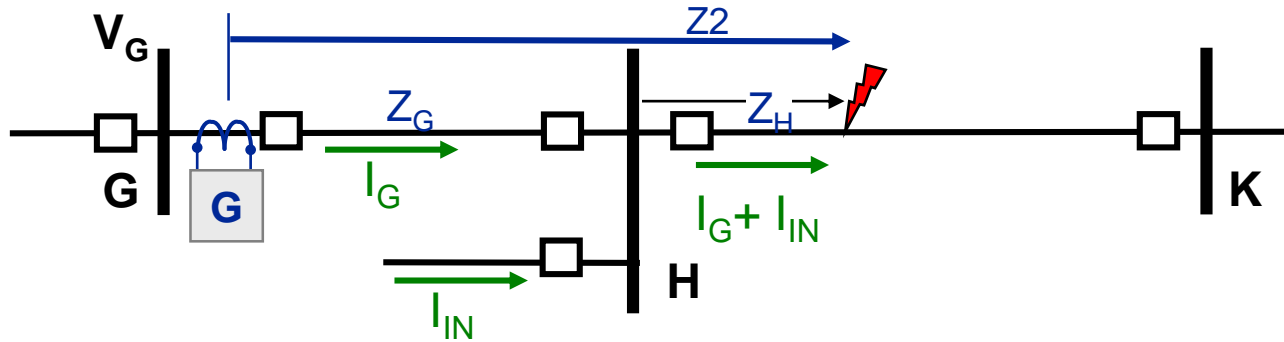 V_G
Z2
Z_G
Z_H
I_G
I_G + I_IN
G
G
K
H
I_IN